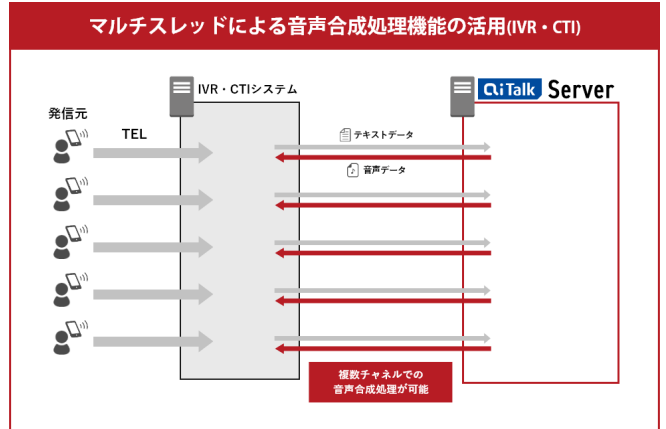 マルチスレッドによる音声合成処理機能の活用(IVR・CTI)
IVR・CTIシステム
AiTalk Server
発信元
TEL
テキストデータ
音声データ
複数チャネルでの
音声合成処理が可能